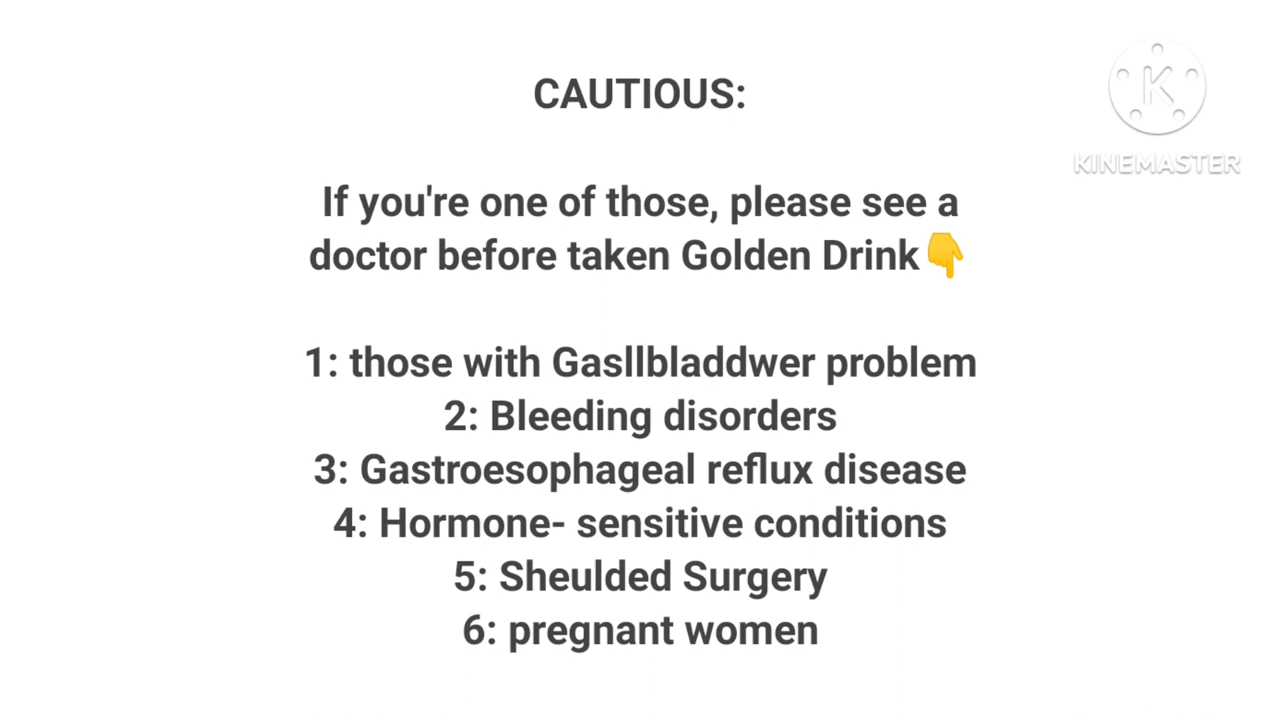 CAUTIOUS:
KINEMASTER
If you're one of those, please see a
doctor before taken Golden Drink👇
1: those with Gasllbladdwer problem
2: Bleeding disorders
3: Gastroesophageal reflux disease
4: Hormone- sensitive conditions
5: Sheulded Surgery
6: pregnant women